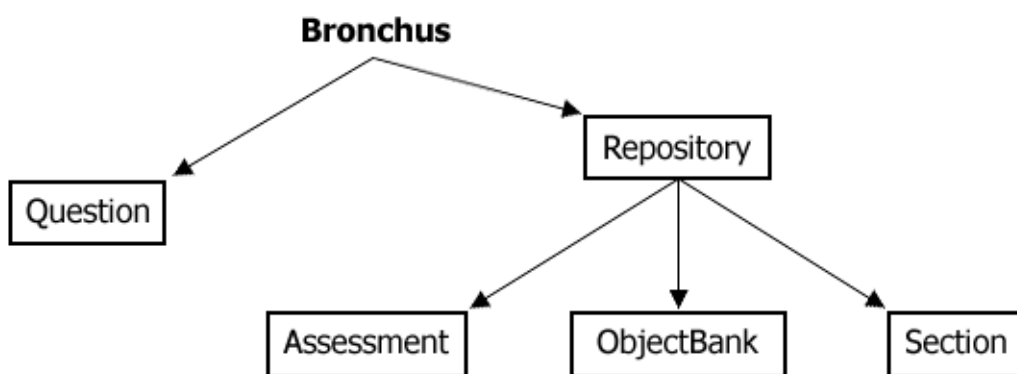 Bronchus
Repository
Question
Assessment
ObjectBank
Section